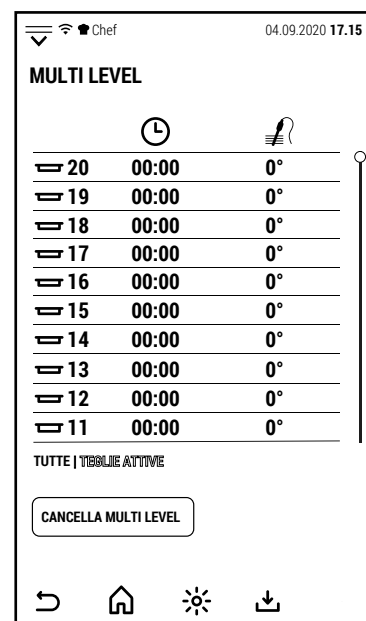 Chef 04.09.2020 17.15
MULTI LEVEL
20 00:00 0°
19 00:00 0°
18 00:00 0°
17 00:00 0°
16 00:00 0°
15 00:00 0°
14 00:00 0°
13 00:00 0°
12 00:00 0°
11 00:00 0°
TUTTE | TEGLIE ATTIVE
CANCELLA MULTI LEVEL